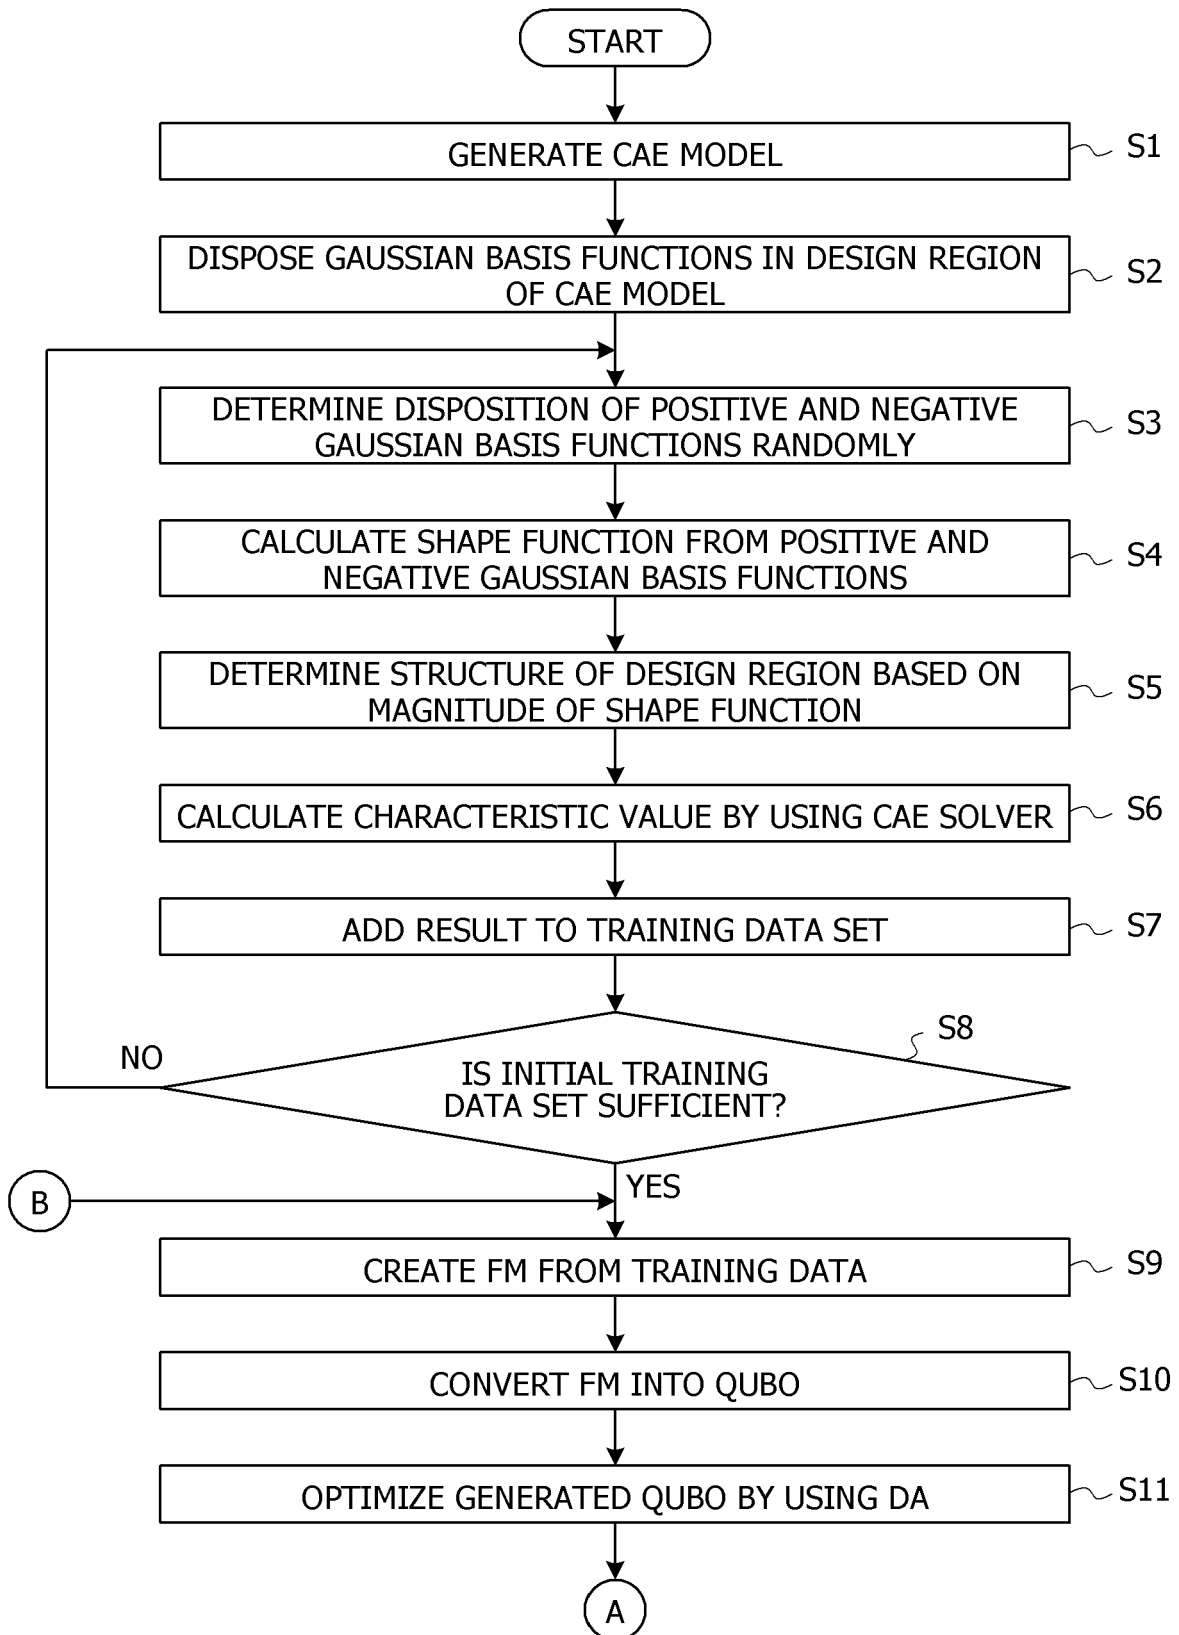 START
GENERATE CAE MODEL
S1
DISPOSE GAUSSIAN BASIS FUNCTIONS IN DESIGN REGION
OF CAE MODEL
S2
DETERMINE DISPOSITION OF POSITIVE AND NEGATIVE
GAUSSIAN BASIS FUNCTIONS RANDOMLY
S3
CALCULATE SHAPE FUNCTION FROM POSITIVE AND
NEGATIVE GAUSSIAN BASIS FUNCTIONS
S4
DETERMINE STRUCTURE OF DESIGN REGION BASED ON
MAGNITUDE OF SHAPE FUNCTION
S5
CALCULATE CHARACTERISTIC VALUE BY USING CAE SOLVER
S6
ADD RESULT TO TRAINING DATA SET
S7
S8
NO
IS INITIAL TRAINING
DATA SET SUFFICIENT?
YES
B
CREATE FM FROM TRAINING DATA
S9
CONVERT FM INTO QUBO
S10
OPTIMIZE GENERATED QUBO BY USING DA
S11
A